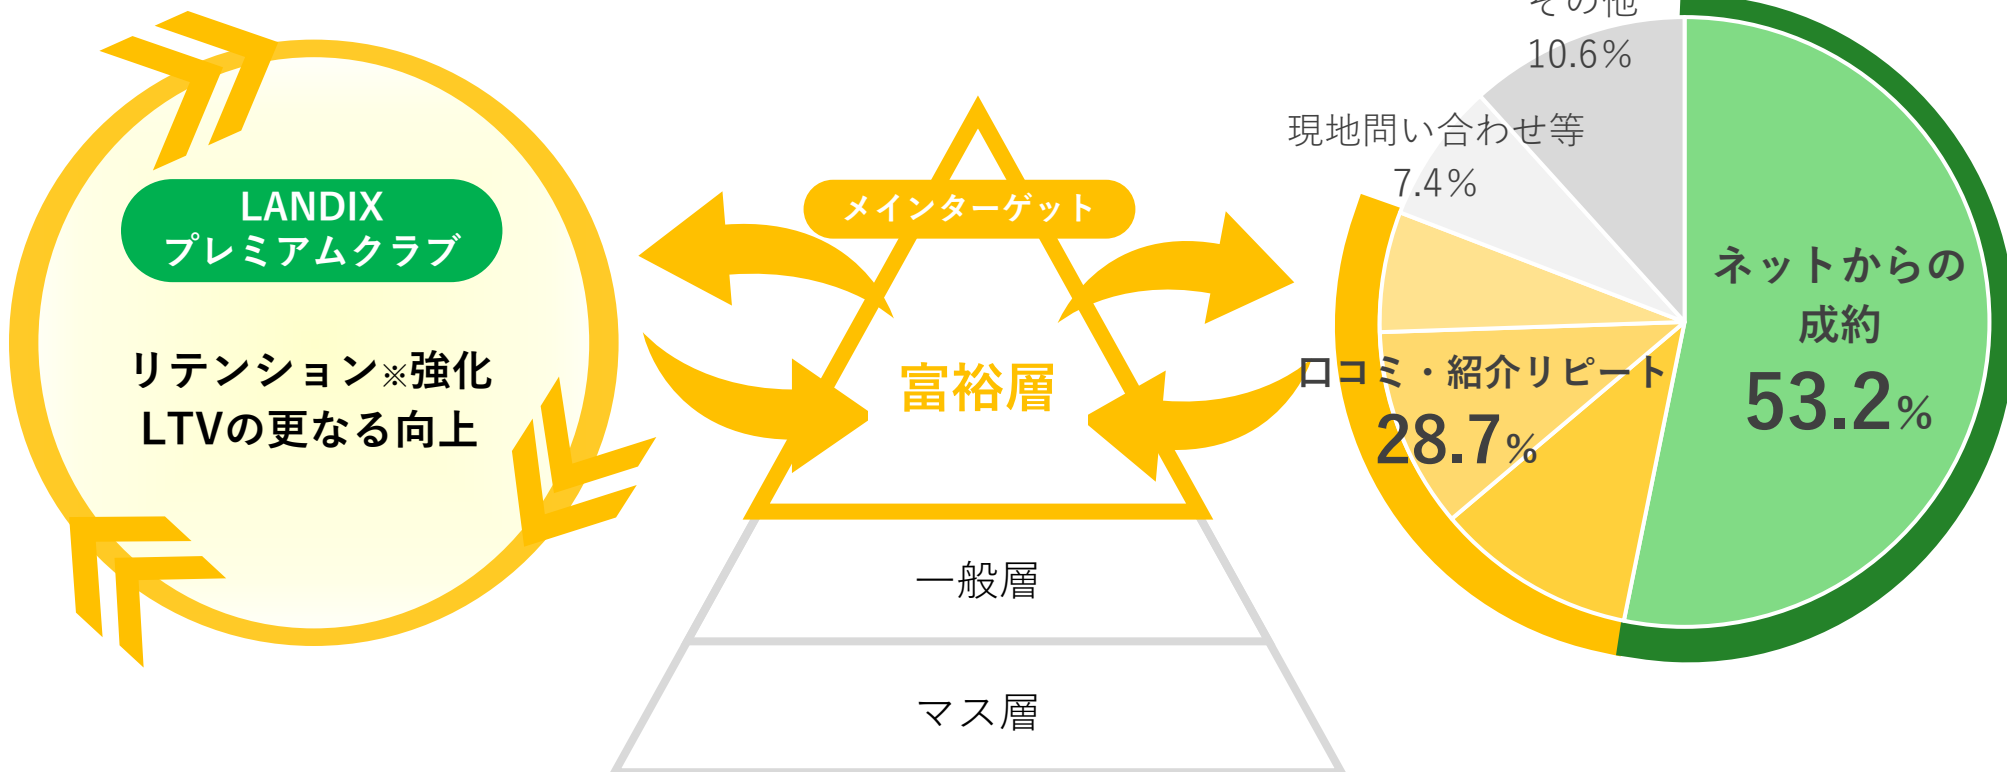 LANDIX
プレミアムクラブ
リテンション※強化
LTVの更なる向上
メインターゲット
富裕層
一般層
マス層
その他
10.6%
現地問い合わせ等
7.4%
口コミ・紹介リピート
28.7%
ネットからの
成約
53.2%